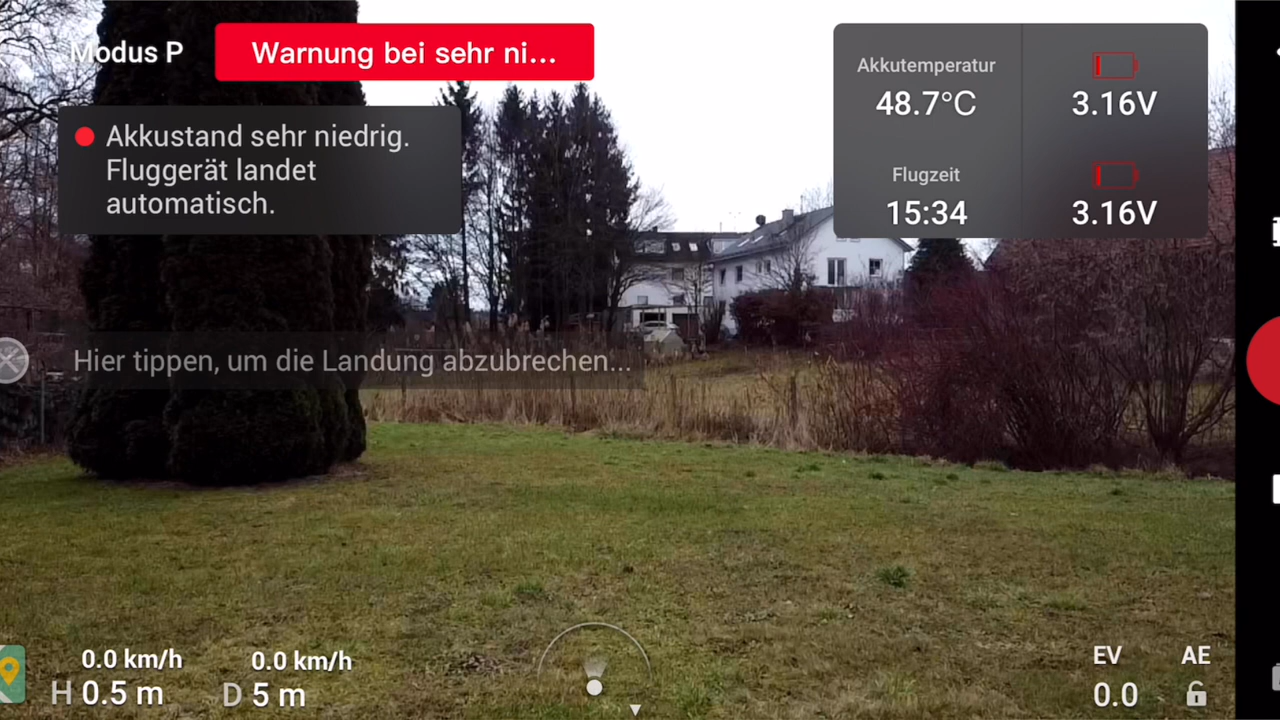 Modus P
Warnung bei sehr ni...
Akkustand sehr niedrig.
Fluggerät landet
automatisch.
Akkutemperatur
48.7°C
3.16V
Flugzeit
15:34
3.16V
Hier tippen, um die Landung abzubrechen...
0.0 km/h
0.0 km/h
H 0.5 m
D 5 m
EV
AE
0.0